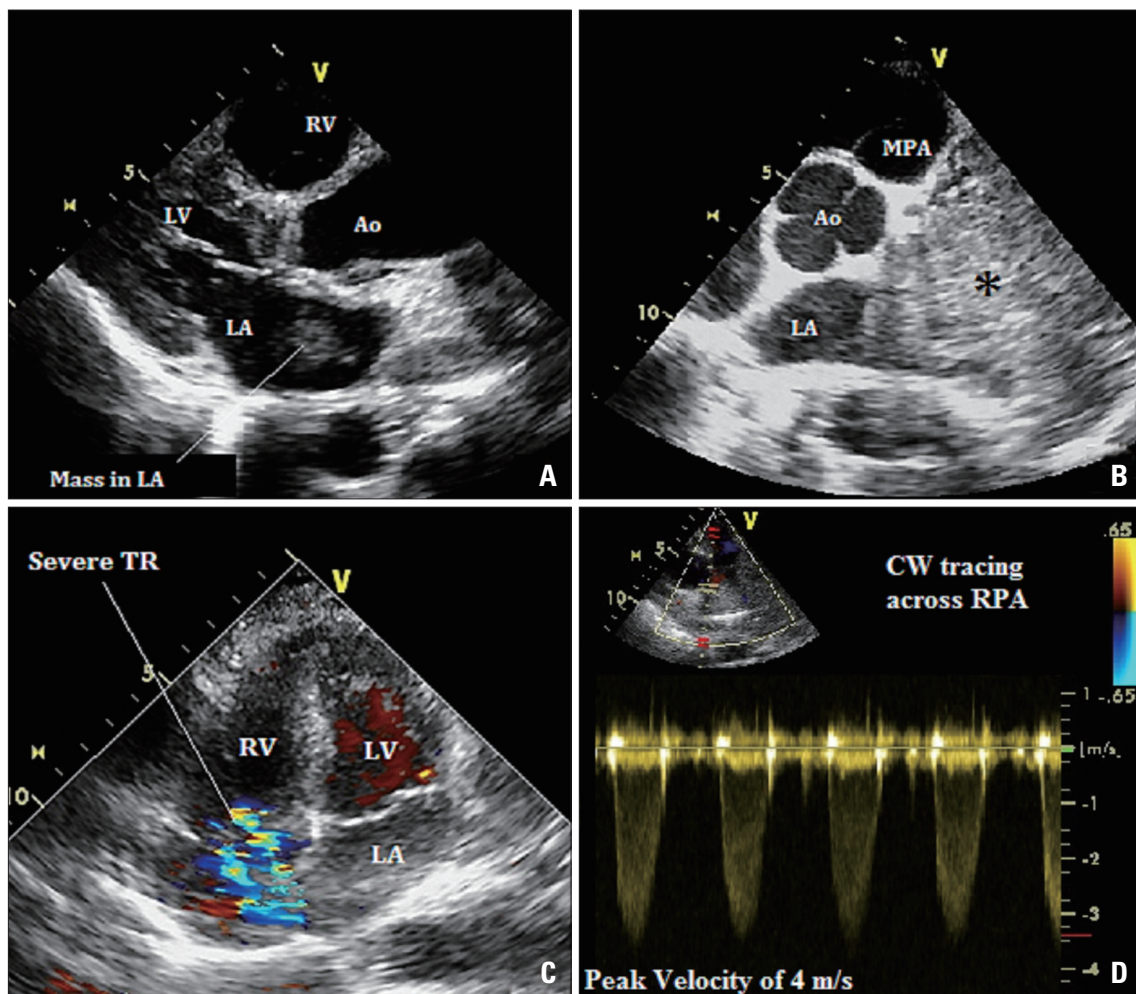 V
RV
5
LV
Ao
LA
Mass in LA
A
V
MPA
5
Ao
*
10
LA
B
Severe TR
V
5
RV
LV
10
LA
C
V
5
10
CW tracing
across RPA
.65
-.65
1
[m/s]
-1
-2
-3
-4
Peak Velocity of 4 m/s
D